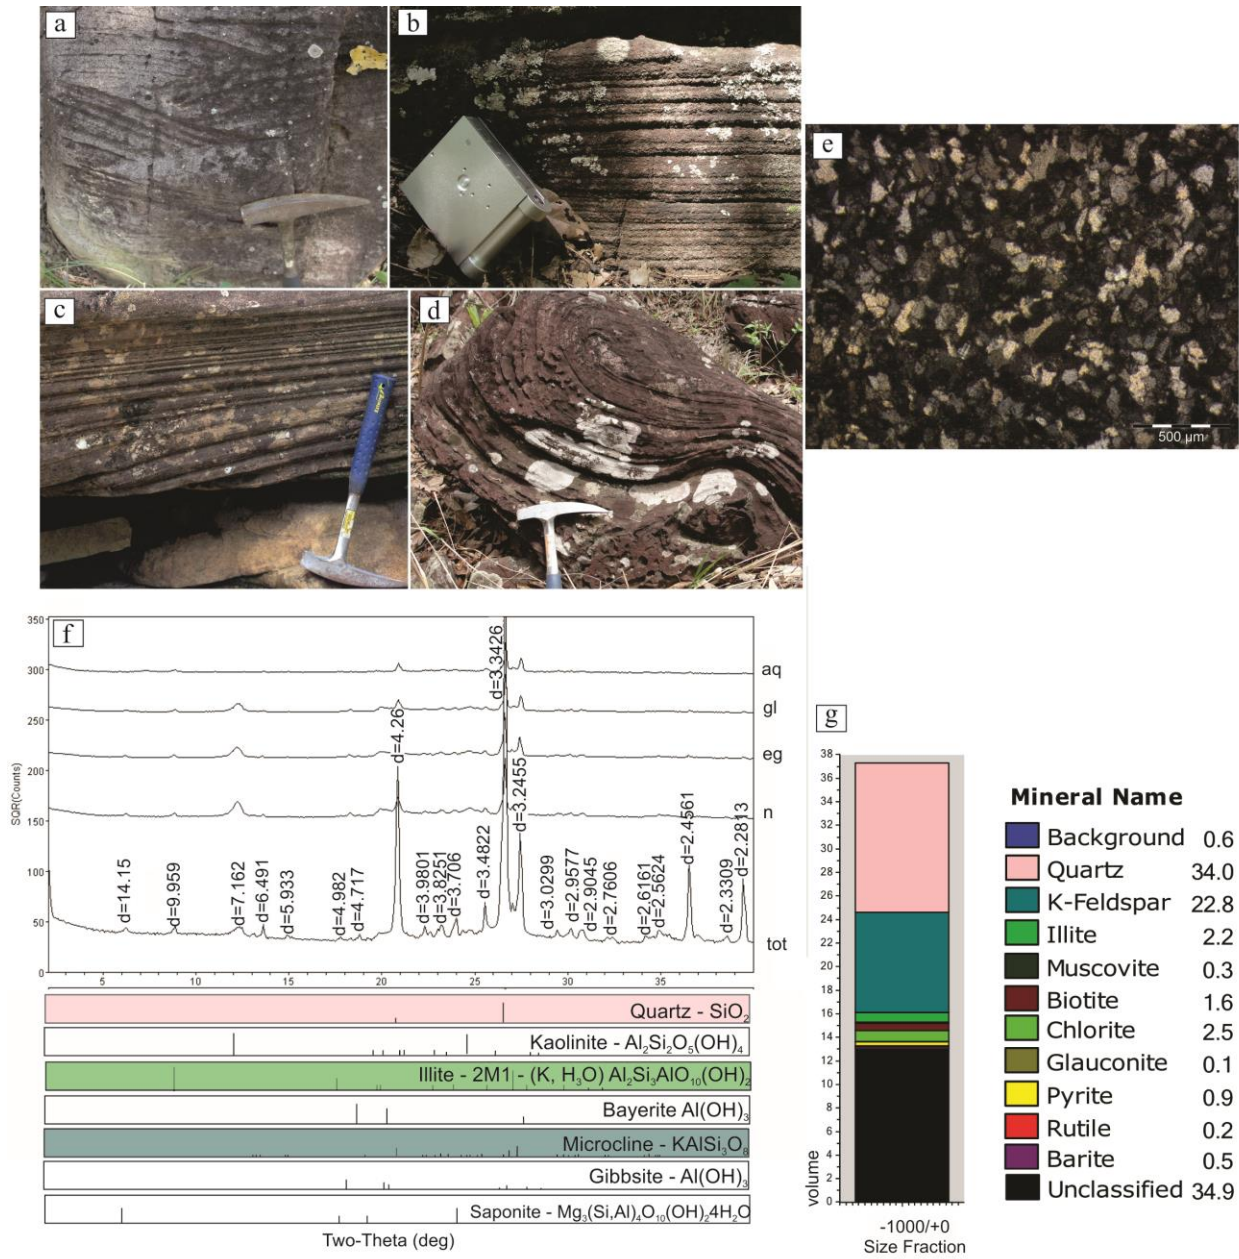 a
b
c
d
e
500 µm
f
350
300
250
200
150
100
50
0
SQR(Counts)
aq
gl
eg
n
tot
d=14.15
d=9.959
d=7.162
d=6.491
d=5.933
d=4.982
d=4.717
d=4.26
d=3.9801
d=3.8251
d=3.706
d=3.4822
d=3.3426
d=3.2455
d=3.0299
d=2.9577
d=2.9045
d=2.7606
d=2.6161
d=2.5624
d=2.4561
d=2.3309
d=2.2813
5 10 15 20 25 30 35
Quartz - SiO₂
Kaolinite - Al₂Si₂O₅(OH)₄
Illite - 2M1 - (K, H₃O) Al₂Si₃AlO₁₀(OH)₂
Bayerite Al(OH)₃
Microcline - KAlSi₃O₈
Gibbsite - Al(OH)₃
Saponite - Mg₃(Si,Al)₄O₁₀(OH)₂4H₂O
Two-Theta (deg)
g
38
36
34
32
30
28
26
24
22
20
18
16
14
12
10
8
6
4
2
0
volume
-1000/+0
Size Fraction
Mineral Name
Background 0.6
Quartz 34.0
K-Feldspar 22.8
Illite 2.2
Muscovite 0.3
Biotite 1.6
Chlorite 2.5
Glauconite 0.1
Pyrite 0.9
Rutile 0.2
Barite 0.5
Unclassified 34.9